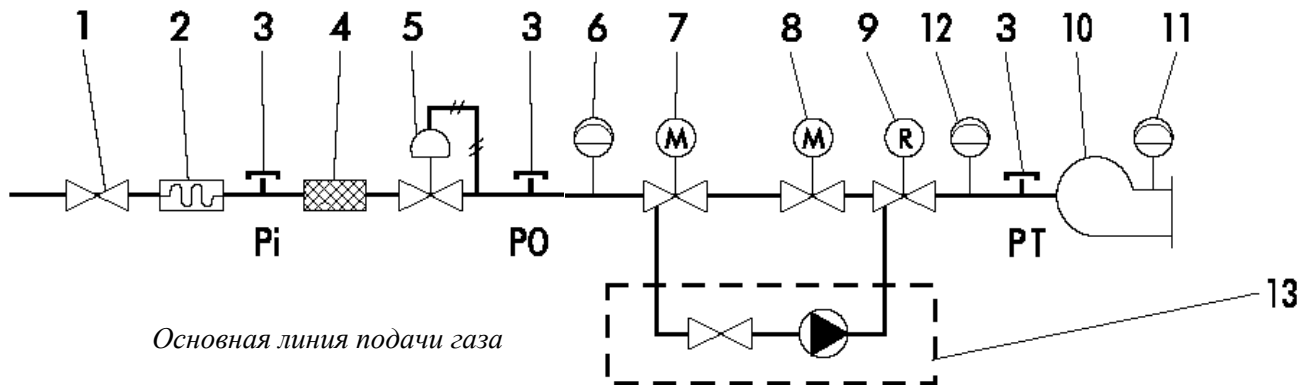 1 2 3 4 5 3 6 7 8 9 12 3 10 11
M M R
Pi PO PT
13
Основная линия подачи газа